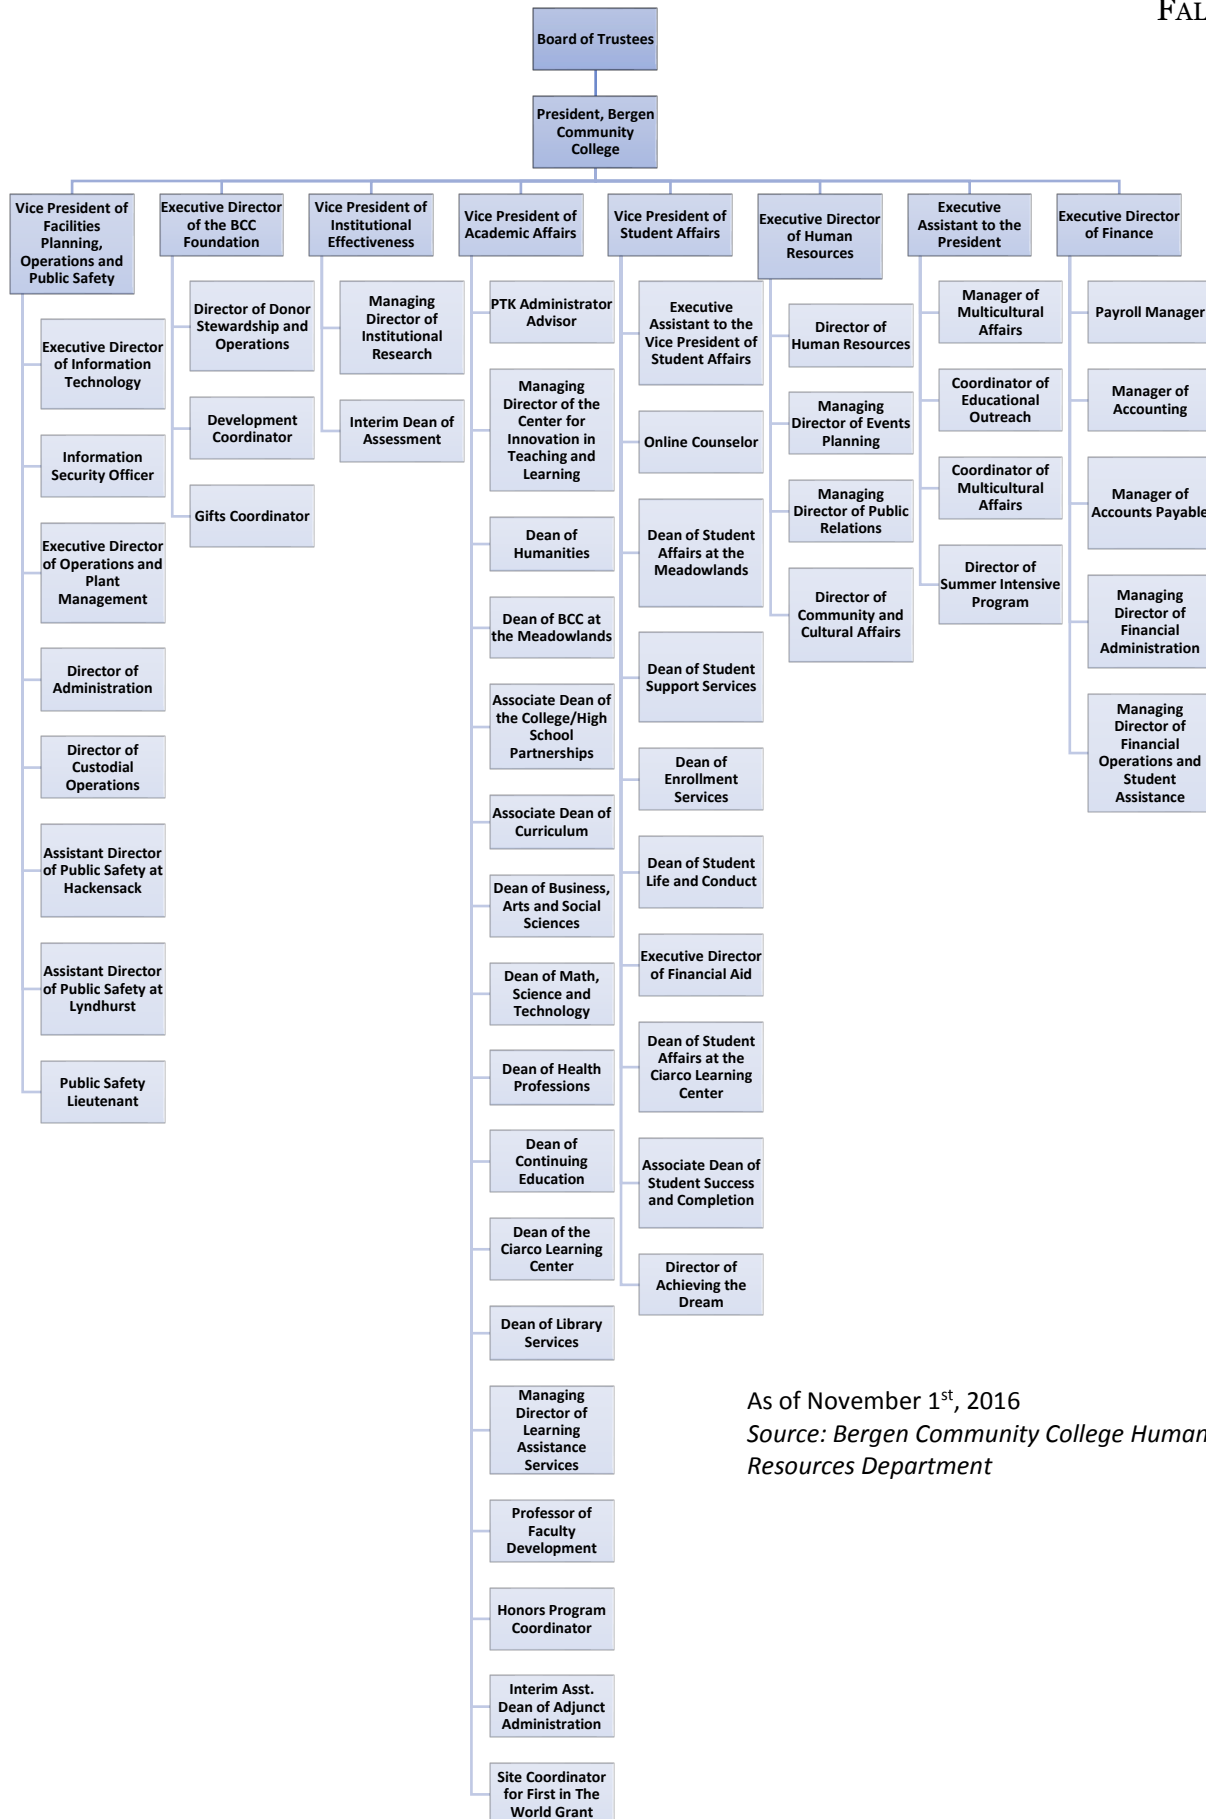 FAL
Board of Trustees
President, Bergen
Community
College
Vice President of
Facilities
Planning,
Operations and
Public Safety
Executive Director
of Information
Technology
Information
Security Officer
Executive Director
of Operations and
Plant
Management
Director of
Administration
Director of
Custodial
Operations
Assistant Director
of Public Safety at
Hackensack
Assistant Director
of Public Safety at
Lyndhurst
Public Safety
Lieutenant
Executive Director
of the BCC
Foundation
Director of Donor
Stewardship and
Operations
Development
Coordinator
Gifts Coordinator
Vice President of
Institutional
Effectiveness
Managing
Director of
Institutional
Research
Interim Dean of
Assessment
Vice President of
Academic Affairs
PTK Administrator
Advisor
Managing
Director of the
Center for
Innovation in
Teaching and
Learning
Dean of
Humanities
Dean of BCC at
the Meadowlands
Associate Dean of
the College/High
School
Partnerships
Associate Dean of
Curriculum
Dean of Business,
Arts and Social
Sciences
Dean of Math,
Science and
Technology
Dean of Health
Professions
Dean of
Continuing
Education
Dean of the
Ciarco Learning
Center
Dean of Library
Services
Managing
Director of
Learning
Assistance
Services
Professor of
Faculty
Development
Honors Program
Coordinator
Interim Asst.
Dean of Adjunct
Administration
Site Coordinator
for First in The
World Grant
Vice President of
Student Affairs
Executive
Assistant to the
Vice President of
Student Affairs
Online Counselor
Dean of Student
Affairs at the
Meadowlands
Dean of Student
Support Services
Dean of
Enrollment
Services
Dean of Student
Life and Conduct
Executive Director
of Financial Aid
Dean of Student
Affairs at the
Ciarco Learning
Center
Associate Dean of
Student Success
and Completion
Director of
Achieving the
Dream
Executive Director
of Human
Resources
Director of
Human Resources
Managing
Director of Events
Planning
Managing
Director of Public
Relations
Director of
Community and
Cultural Affairs
Executive
Assistant to the
President
Manager of
Multicultural
Affairs
Coordinator of
Educational
Outreach
Coordinator of
Multicultural
Affairs
Director of
Summer Intensive
Program
Executive Director
of Finance
Payroll Manager
Manager of
Accounting
Manager of
Accounts Payable
Managing
Director of
Financial
Administration
Managing
Director of
Financial
Operations and
Student
Assistance
As of November 1st, 2016
Source: Bergen Community College Human
Resources Department